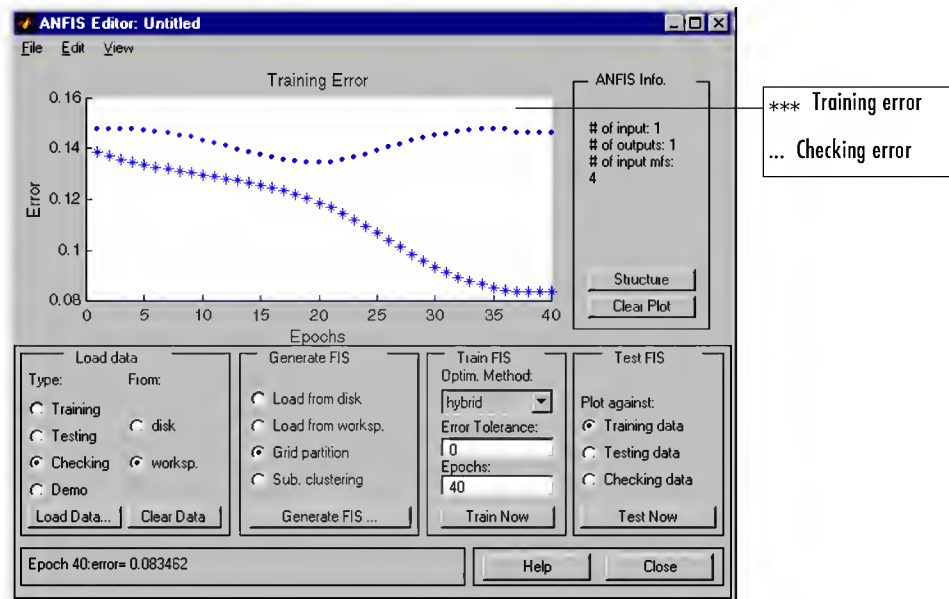 ANFIS Editor: Untitled
File Edit View
Training Error
0.16
0.14
0.12
0.1
0.08
Error
0 5 10 15 20 25 30 35 40
Epochs
ANFIS Info.
# of input: 1
# of outputs: 1
# of input mfs:
4
Structure
Clear Plot
*** Training error
... Checking error
Load data
Type: From:
Training
Testing
Checking
Demo
disk
worksp.
Load Data... Clear Data
Generate FIS
Load from disk
Load from worksp.
Grid partition
Sub. clustering
Generate FIS ...
Train FIS
Optim. Method:
hybrid
Error Tolerance:
0
Epochs:
40
Train Now
Test FIS
Plot against:
Training data
Testing data
Checking data
Test Now
Epoch 40:error= 0.083462
Help Close